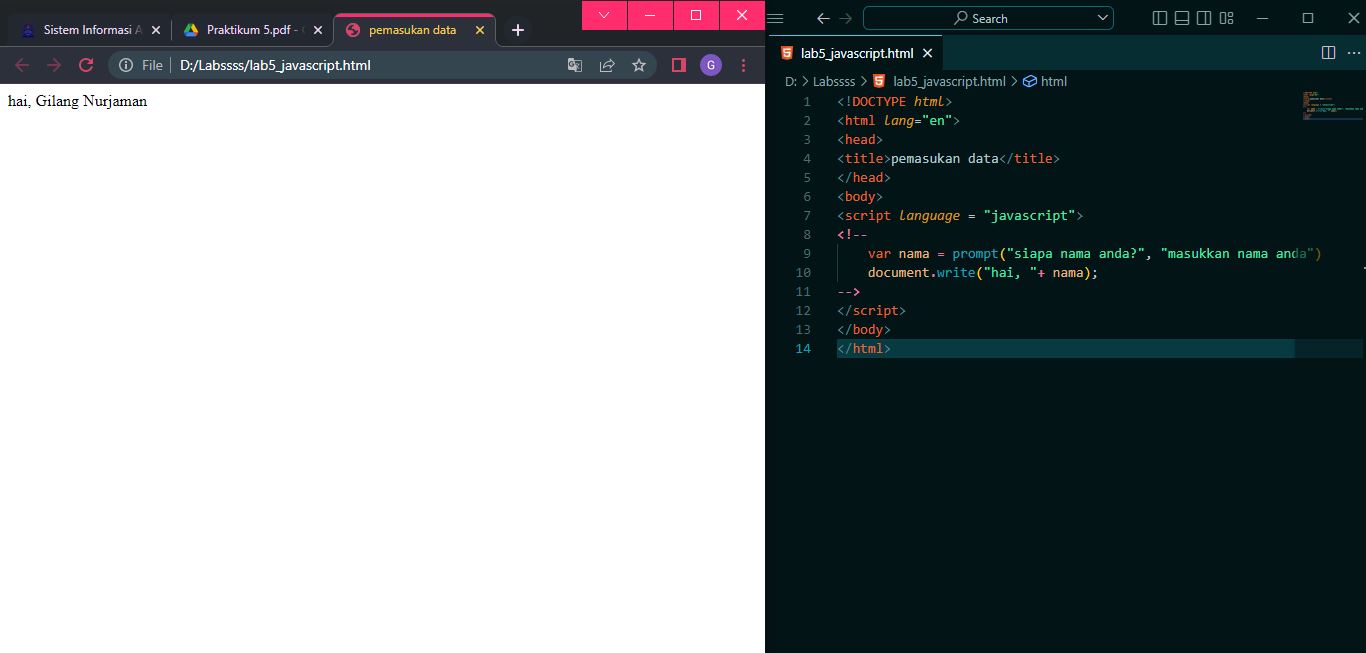 Sistem Informasi A
Praktikum 5.pdf -
pemasukan data
File
D:/Labssss/lab5_javascript.html
G
hai, Gilang Nurjaman
Search
lab5_javascript.html
D: > Labssss > lab5_javascript.html > html
1 <!DOCTYPE html>
2 <html lang="en">
3 <head>
4 <title>pemasukan data</title>
5 </head>
6 <body>
7 <script language = "javascript">
8 <!--
9 var nama = prompt("siapa nama anda?", "masukkan nama anda")
10 document.write("hai, "+ nama);
11 -->
12 </script>
13 </body>
14 </html>